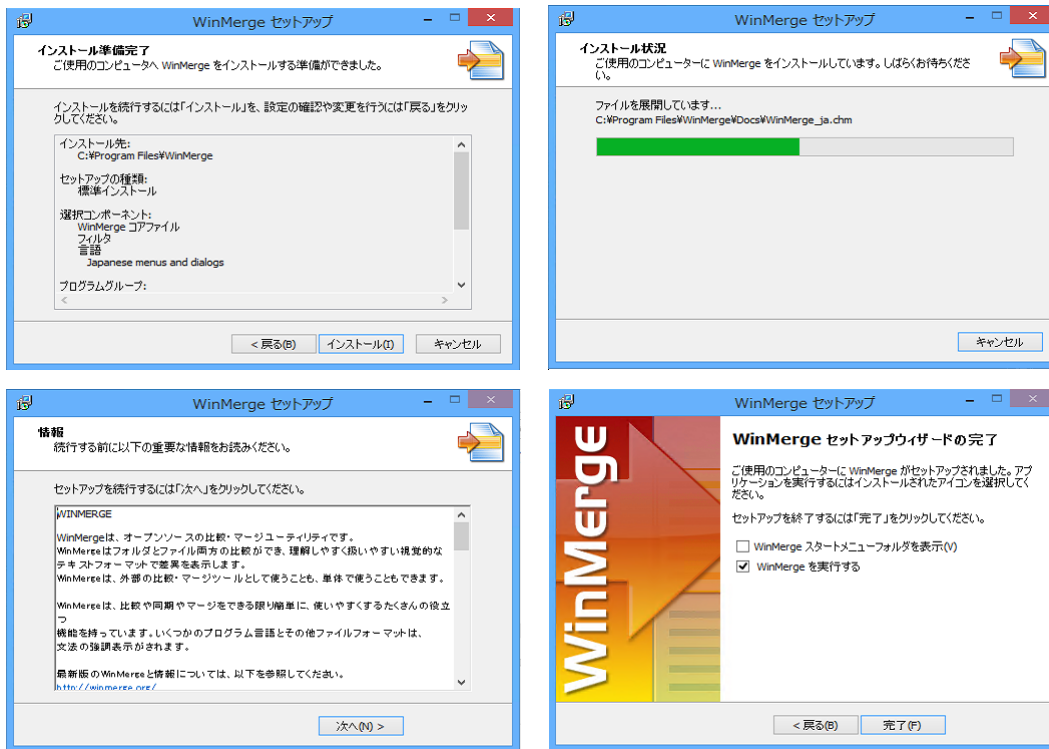 WinMerge セットアップ
インストール準備完了
ご使用のコンピュータへ WinMerge をインストールする準備ができました。
インストールを続行するには「インストール」を、設定の確認や変更を行うには「戻る」をクリッ
クしてください。
インストール先:
C:¥Program Files¥WinMerge
セットアップの種類:
標準インストール
選択コンポーネント:
WinMerge コアファイル
フィルタ
言語
Japanese menus and dialogs
プログラムグループ:
< 戻る(B)
インストール(I)
キャンセル
WinMerge セットアップ
インストール状況
ご使用のコンピューターに WinMerge をインストールしています。しばらくお待ちくださ
い。
ファイルを展開しています...
C:¥Program Files¥WinMerge¥Docs¥WinMerge_ja.chm
キャンセル
WinMerge セットアップ
情報
続行する前に以下の重要な情報をお読みください。
セットアップを続行するには「次へ」をクリックしてください。
WINMERGE
WinMergeは、オープンソースの比較・マージユーティリティです。
WinMergeはフォルダとファイル両方の比較ができ、理解しやすく扱いやすい視覚的な
テキストフォーマットで差異を表示します。
WinMergeは、外部の比較・マージツールとして使うことも、単体で使うこともできます。
WinMergeは、比較や同期やマージをできる限り簡単に、使いやすくするたくさんの役立
つ
機能を持っています。いくつかのプログラム言語とその他ファイルフォーマットは、
文法の強調表示がされます。
最新版のWinMergeと情報については、以下を参照してください。
http://winmerge.org/
次へ(N) >
WinMerge セットアップ
WinMerge
WinMerge セットアップウィザードの完了
ご使用のコンピューターに WinMerge がセットアップされました。アプ
リケーションを実行するにはインストールされたアイコンを選択してく
ださい。
セットアップを終了するには「完了」をクリックしてください。
WinMerge スタートメニューフォルダを表示(V)
WinMerge を実行する
< 戻る(B)
完了(F)